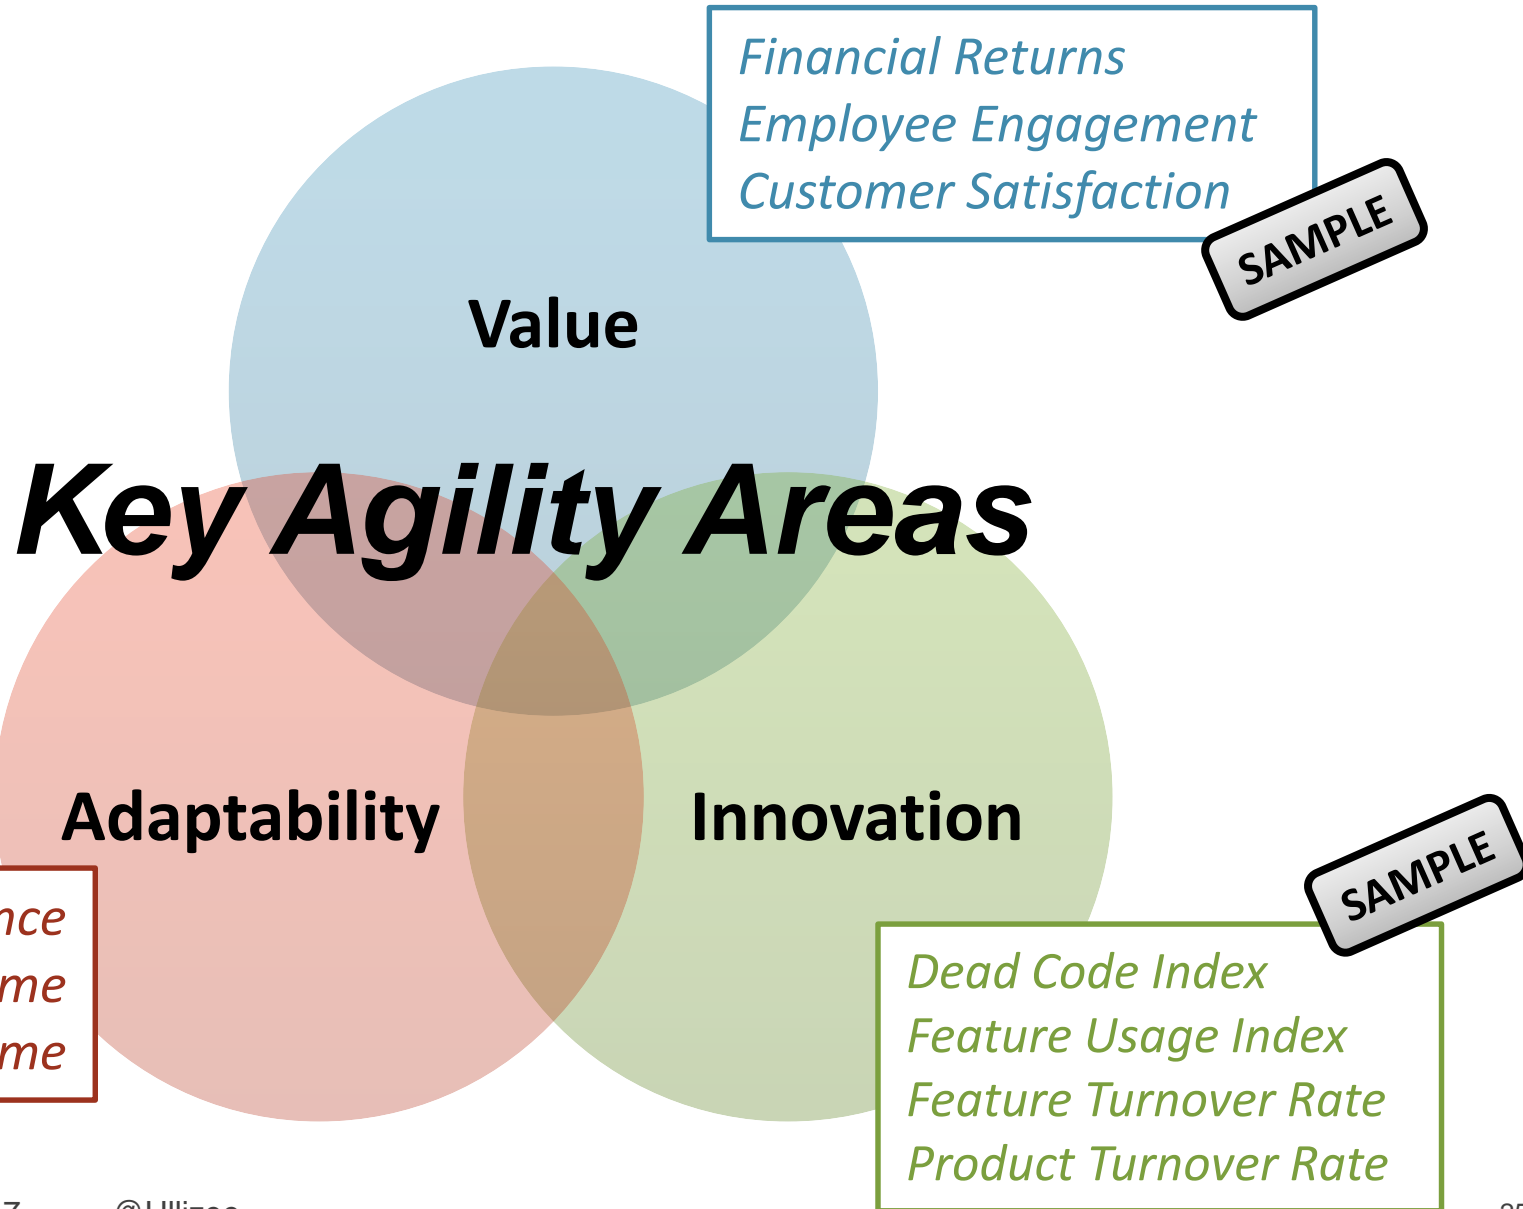 Financial Returns
Employee Engagement
Customer Satisfaction
SAMPLE
Value
Key Agility Areas
Adaptability
Innovation
SAMPLE
Dead Code Index
Feature Usage Index
Feature Turnover Rate
Product Turnover Rate